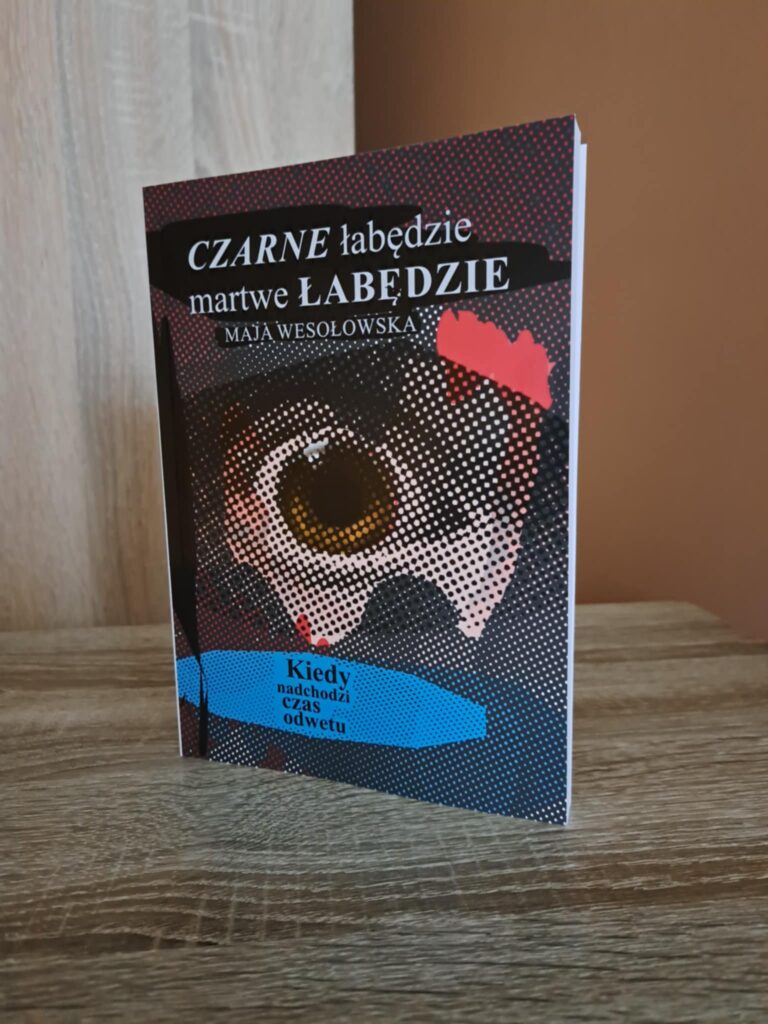 CZARNE łabędzie
martwe ŁABĘDZIE
MAJA WESOŁOWSKA
Kiedy
nadchodzi
czas
odwetu